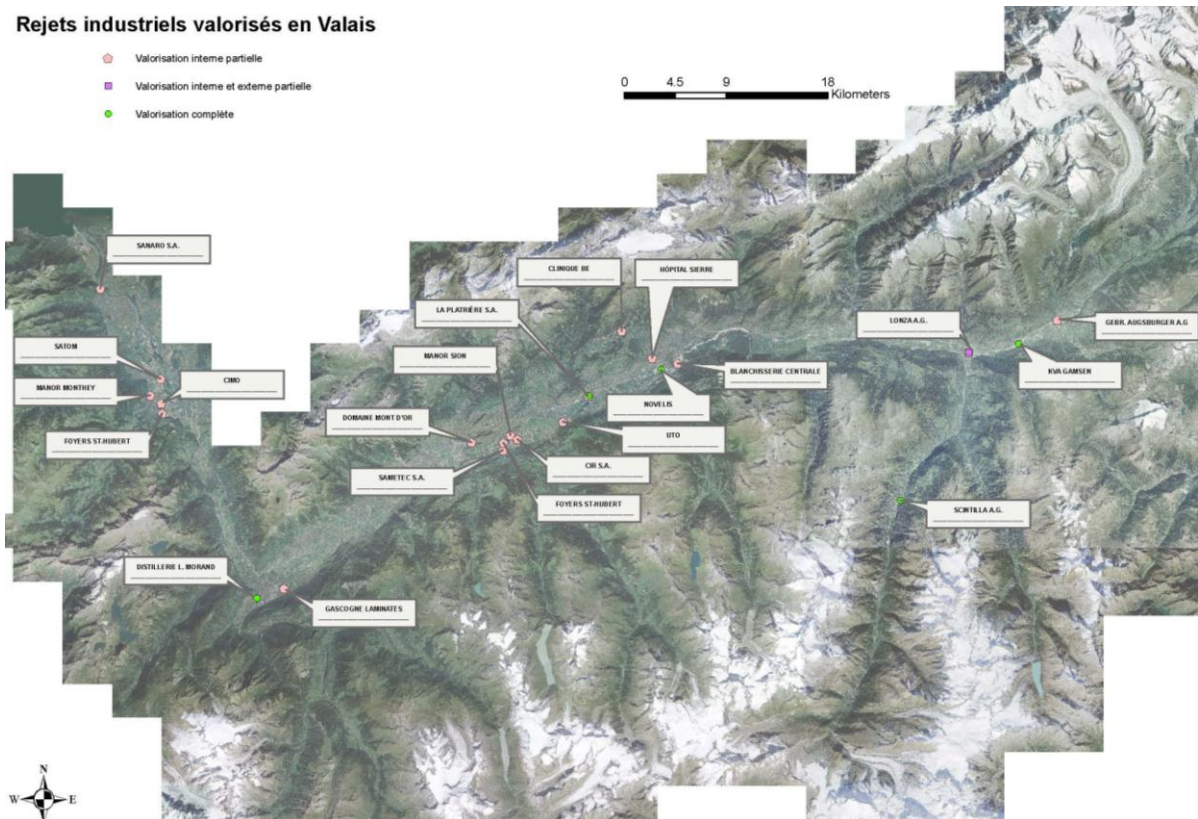 Rejets industriels valorisés en Valais
Valorisation interne partielle
Valorisation interne et externe partielle
Valorisation complète
0 4.5 9 18
Kilometers
SANARO S.A.
CLINIQUE BE
HÔPITAL SIERRE
LA PLATRIÈRE S.A.
LONZA A.G.
GEBR. AUGSBURGER A.G
SATOM
MANOR SION
MANOR MONTHEY
CIMO
BLANCHISSERIE CENTRALE
KVA GAMSEN
NOVELIS
DOMAINE MONT D'OR
FOYERS ST-HUBERT
UTO
SAMETEC S.A.
CIR S.A.
FOYERS ST-HUBERT
SCINTILLA A.G.
DISTILLERIE L. MORAND
GASCOGNE LAMINATES
N
W E
S